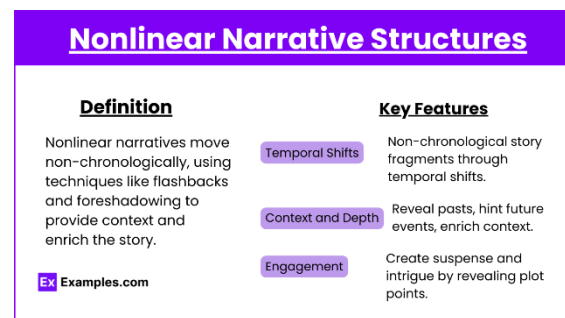 Nonlinear Narrative Structures
Definition
Nonlinear narratives move
non-chronologically, using
techniques like flashbacks
and foreshadowing to
provide context and
enrich the story.
Ex Examples.com
Key Features
Temporal Shifts
Non-chronological story
fragments through
temporal shifts.
Context and Depth
Reveal pasts, hint future
events, enrich context.
Engagement
Create suspense and
intrigue by revealing plot
points.